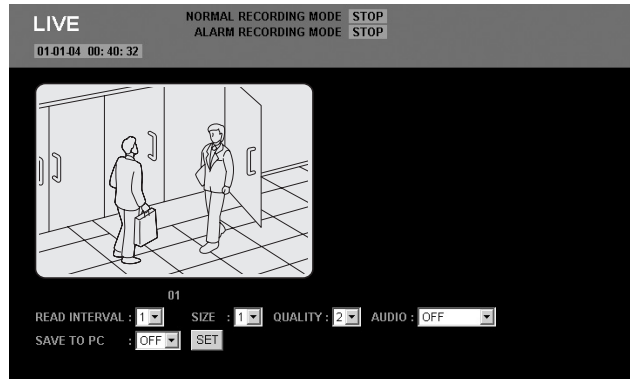 LIVE
NORMAL RECORDING MODE STOP
ALARM RECORDING MODE STOP
01-01-04 00: 40: 32
01
READ INTERVAL : 1 SIZE : 1 QUALITY : 2 AUDIO : OFF
SAVE TO PC : OFF SET